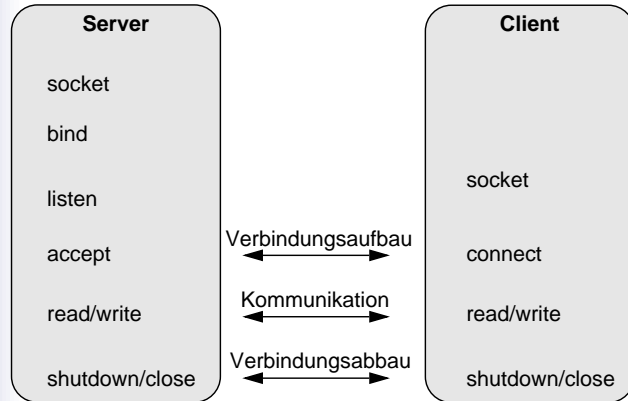 Server
socket
bind
listen
accept
read/write
shutdown/close
Verbindungsaufbau
Kommunikation
Verbindungsabbau
Client
socket
connect
read/write
shutdown/close